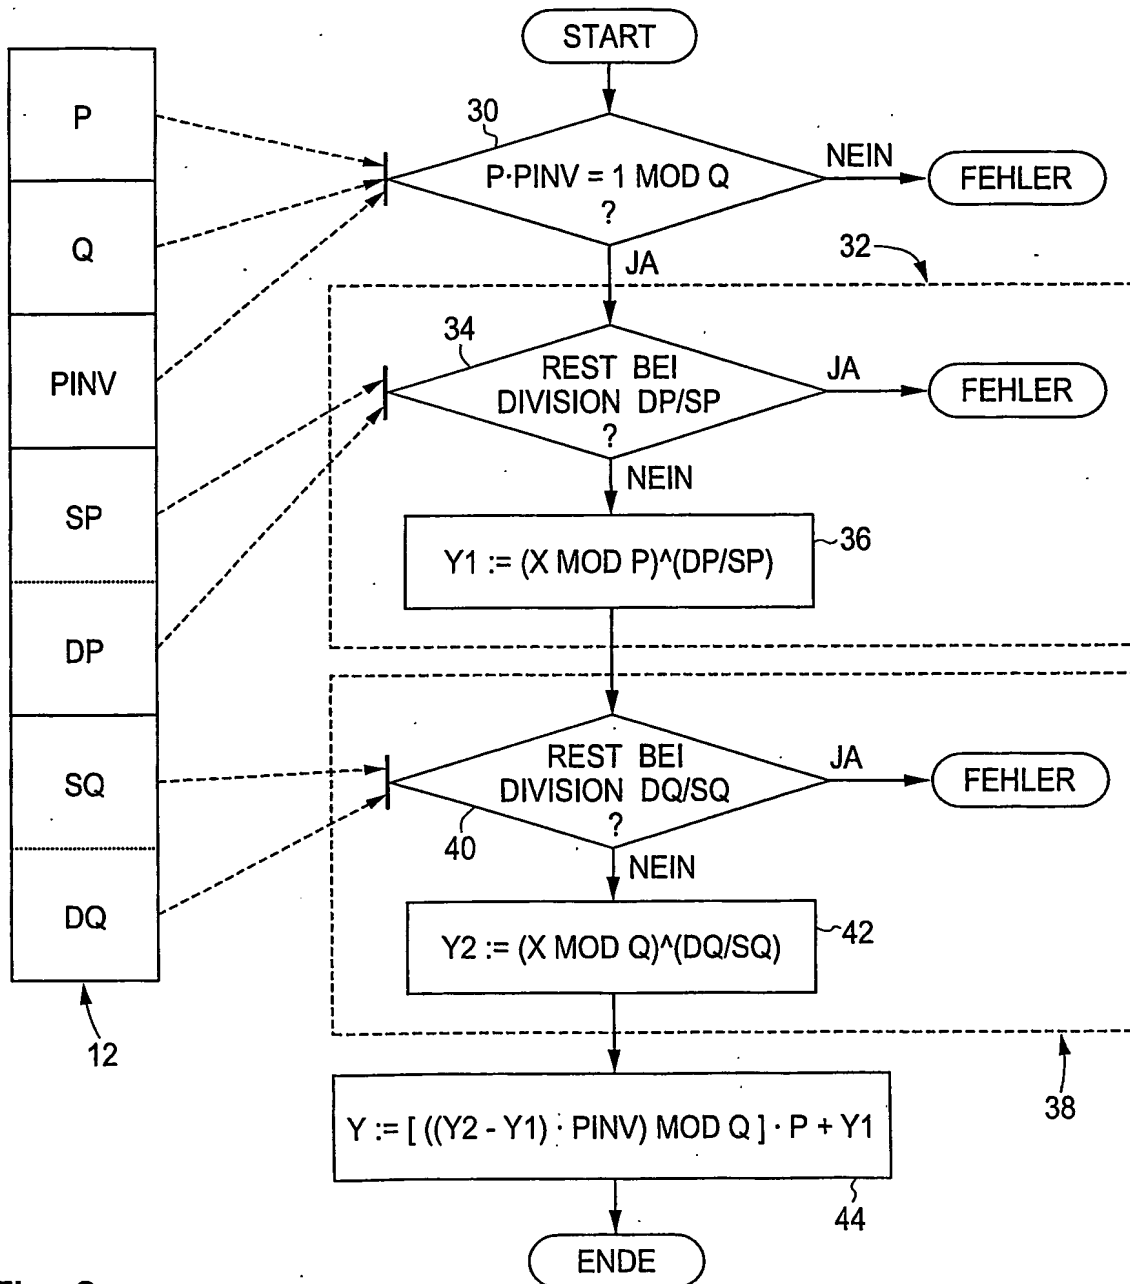 START
P
30
P·PINV = 1 MOD Q
?
NEIN
FEHLER
Q
JA
32
PINV
34
REST BEI
DIVISION DP/SP
?
JA
FEHLER
NEIN
SP
Y1 := (X MOD P)^(DP/SP)
36
DP
SQ
REST BEI
DIVISION DQ/SQ
?
JA
FEHLER
40
NEIN
DQ
Y2 := (X MOD Q)^(DQ/SQ)
42
12
38
Y := [ ((Y2 - Y1) · PINV) MOD Q ] · P + Y1
44
ENDE